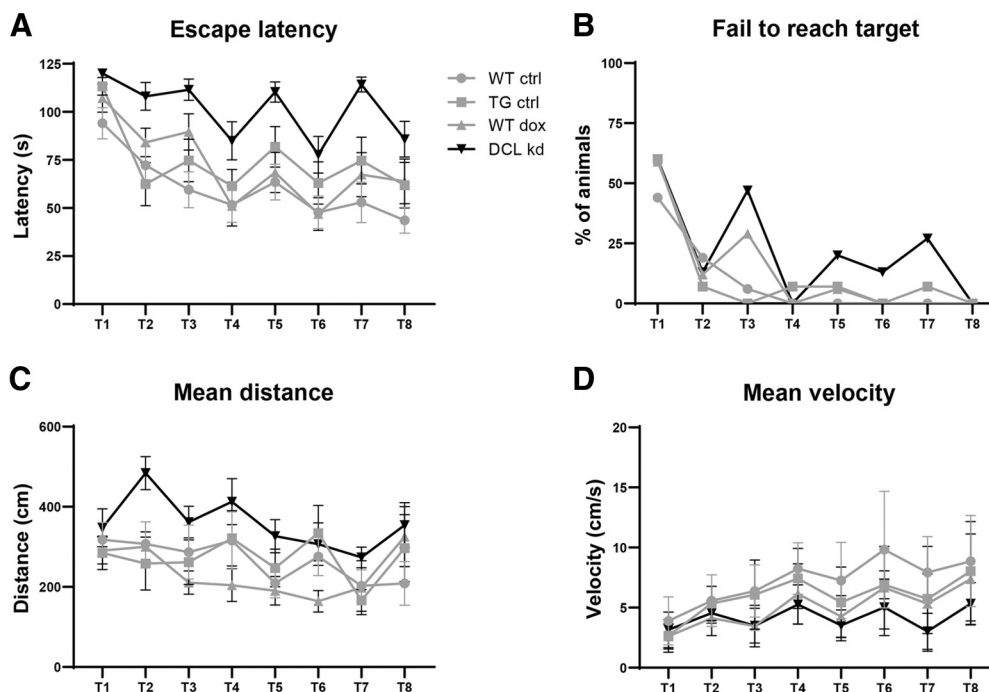 A
Escape latency
Latency (s)
125
100
75
50
25
0
T1 T2 T3 T4 T5 T6 T7 T8
WT ctrl
TG ctrl
WT dox
DCL kd
B
Fail to reach target
% of animals
100
75
50
25
0
T1 T2 T3 T4 T5 T6 T7 T8
C
Mean distance
Distance (cm)
600
400
200
0
T1 T2 T3 T4 T5 T6 T7 T8
D
Mean velocity
Velocity (cm/s)
20
15
10
5
0
T1 T2 T3 T4 T5 T6 T7 T8